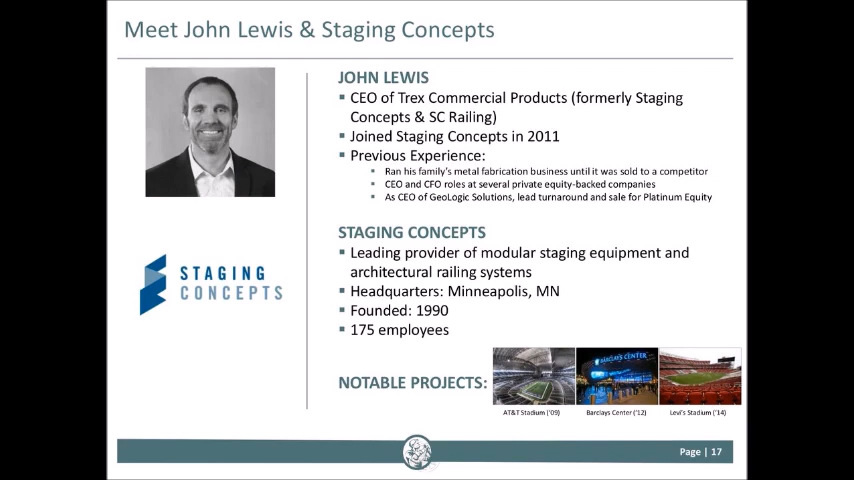 Meet John Lewis & Staging Concepts
JOHN LEWIS
▪ CEO of Trex Commercial Products (formerly Staging
Concepts & SC Railing)
▪ Joined Staging Concepts in 2011
▪ Previous Experience:
▪ Ran his family's metal fabrication business until it was sold to a competitor
▪ CEO and CFO roles at several private equity-backed companies
▪ As CEO of GeoLogic Solutions, lead turnaround and sale for Platinum Equity
STAGING
CONCEPTS
STAGING CONCEPTS
▪ Leading provider of modular staging equipment and
architectural railing systems
▪ Headquarters: Minneapolis, MN
▪ Founded: 1990
▪ 175 employees
NOTABLE PROJECTS:
BARCLAYS CENTER
AT&T Stadium ('09)
Barclays Center ('12)
Levi's Stadium ('14)
Page | 17